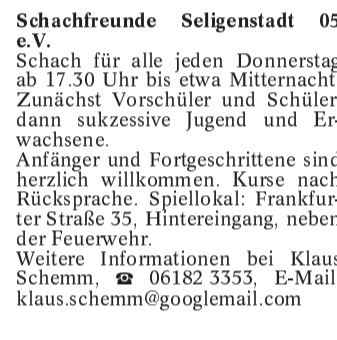 Schachfreunde Seligenstadt 05
e.V.
Schach für alle jeden Donnerstag
ab 17.30 Uhr bis etwa Mitternacht
Zunächst Vorschüler und Schüler
dann sukzessive Jugend und Er-
wachsene.
Anfänger und Fortgeschrittene sind
herzlich willkommen. Kurse nach
Rücksprache. Spiellokal: Frankfur-
ter Straße 35, Hintereingang, neben
der Feuerwehr.
Weitere Informationen bei Klaus
Schemm, ☎ 06182 3353, E-Mail
klaus.schemm@googlemail.com